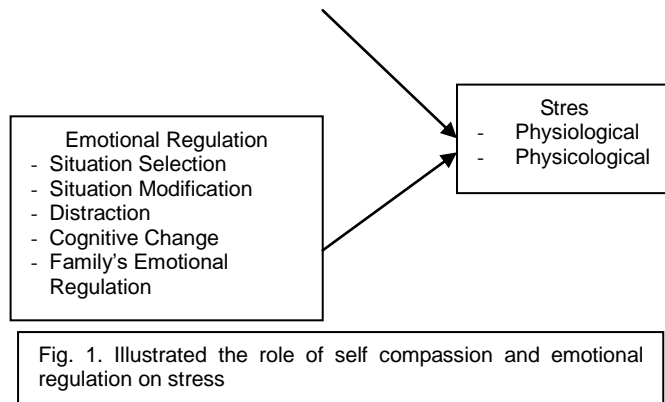 Stres
- Physiological
- Physicological
Emotional Regulation
- Situation Selection
- Situation Modification
- Distraction
- Cognitive Change
- Family's Emotional
Regulation
Fig. 1. Illustrated the role of self compassion and emotional
regulation on stress